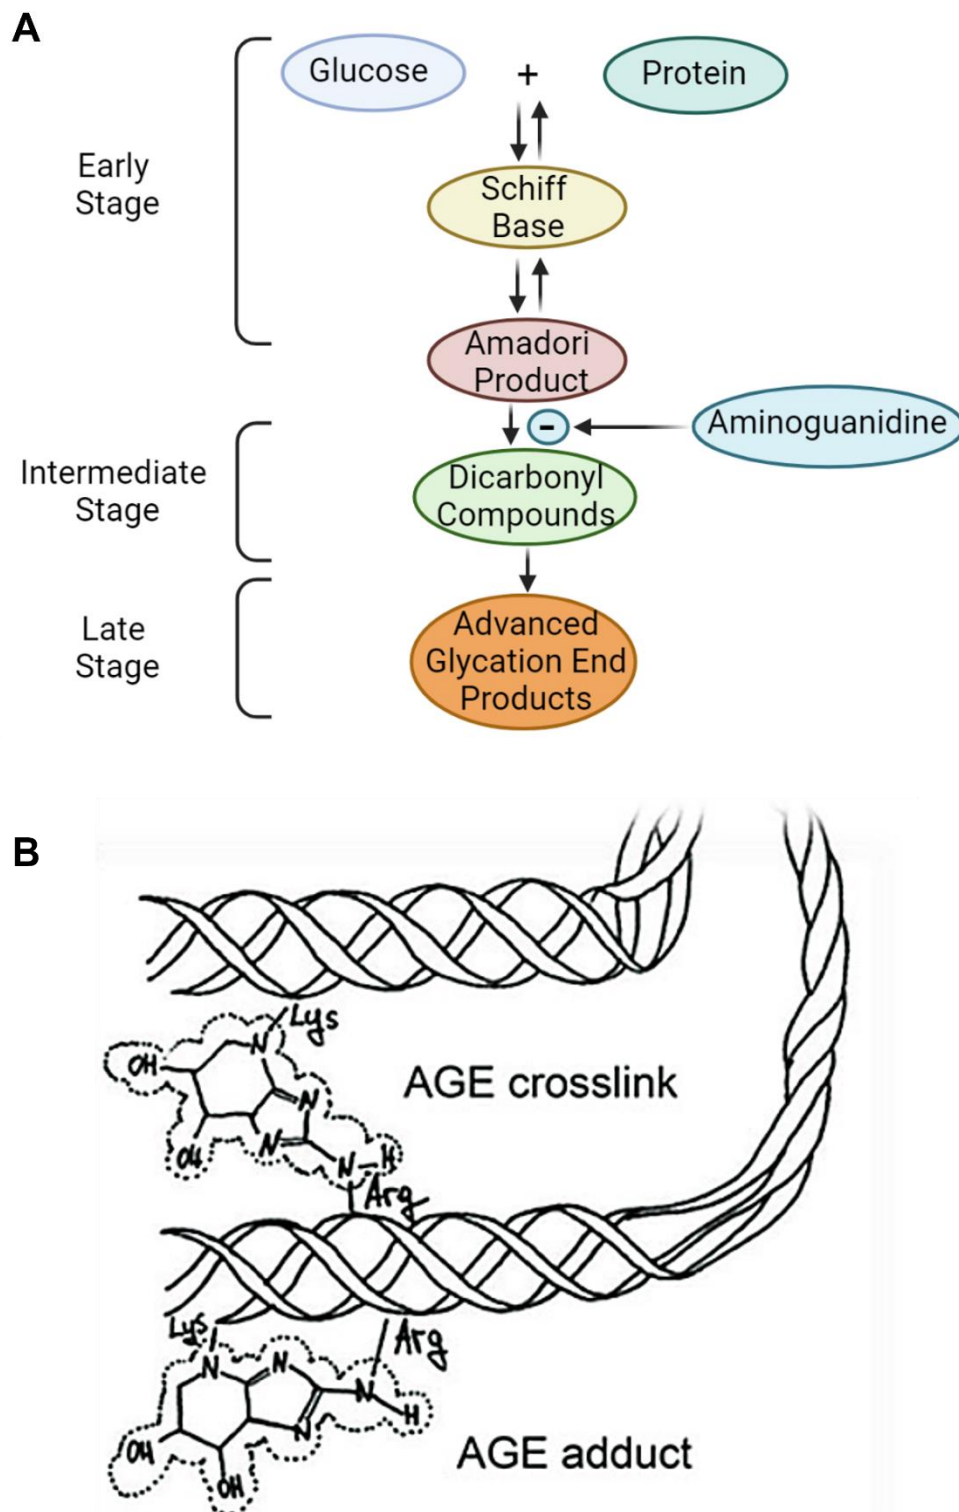 A
Glucose + Protein
Early
Stage
Schiff
Base
Amadori
Product
- Aminoguanidine
Intermediate
Stage
Dicarbonyl
Compounds
Late
Stage
Advanced
Glycation End
Products
B
Lys
OH
N
AGE crosslink
N
N
OH
N
H
Arg
Lys
Arg
N
N
N
H
N
OH
AGE adduct
OH